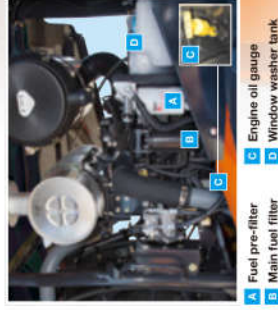 D
C
A
B
C
A Fuel pre-filter
B Main fuel filter
C Engine oil gauge
D Window washer tank